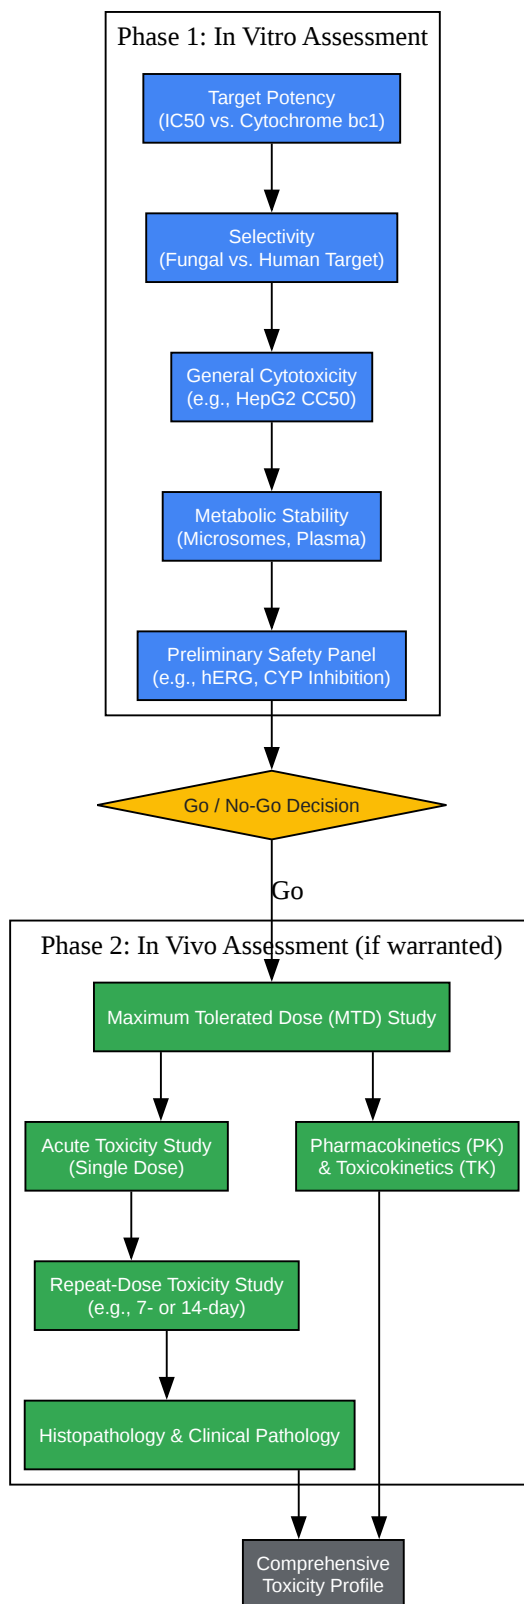 Phase 1: In Vitro Assessment
Target Potency
(IC50 vs. Cytochrome bc1)
Selectivity
(Fungal vs. Human Target)
General Cytotoxicity
(e.g., HepG2 CC50)
Metabolic Stability
(Microsomes, Plasma)
Preliminary Safety Panel
(e.g., hERG, CYP Inhibition)
Go / No-Go Decision
Go
Phase 2: In Vivo Assessment (if warranted)
Maximum Tolerated Dose (MTD) Study
Acute Toxicity Study
(Single Dose)
Pharmacokinetics (PK)
& Toxicokinetics (TK)
Repeat-Dose Toxicity Study
(e.g., 7- or 14-day)
Histopathology & Clinical Pathology
Comprehensive
Toxicity Profile